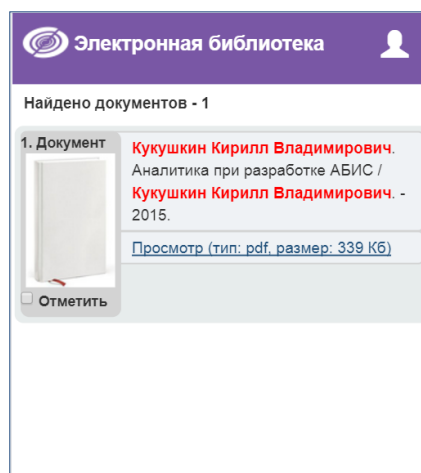 Электронная библиотека
Найдено документов - 1
1. Документ
Кукушкин Кирилл Владимирович.
Аналитика при разработке АБИС /
Кукушкин Кирилл Владимирович. -
2015.
Просмотр (тип: pdf, размер: 339 Кб)
Отметить